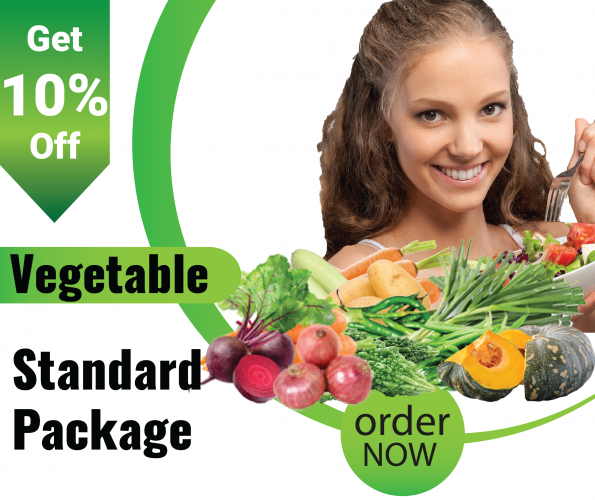 Get
10%
Off
Vegetable
Standard
Package
order
NOW